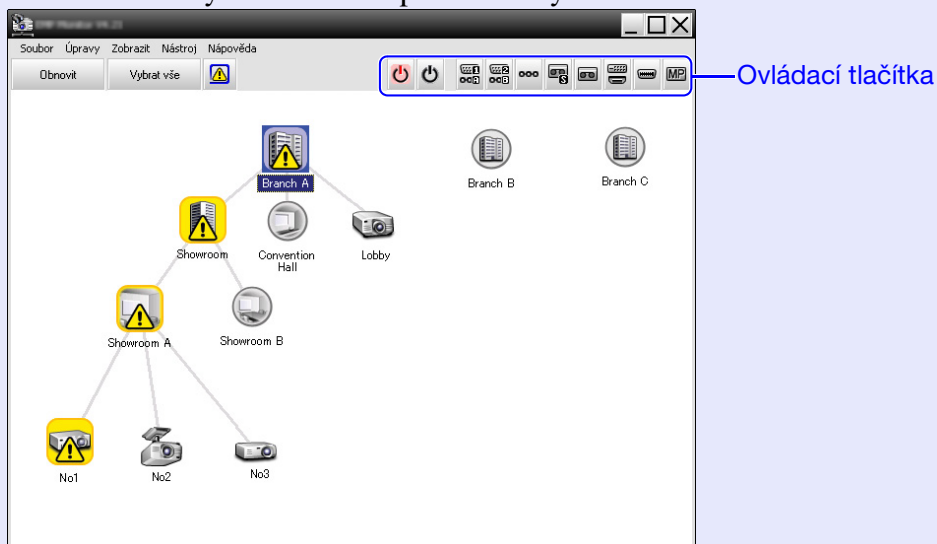 Soubor Úpravy Zobrazit Nástroj Nápověda
Obnovit Vybrat vše
MP
Ovládací tlačítka
Branch A
Branch B
Branch C
Showroom
Convention
Hall
Lobby
Showroom A
Showroom B
No1
No2
No3